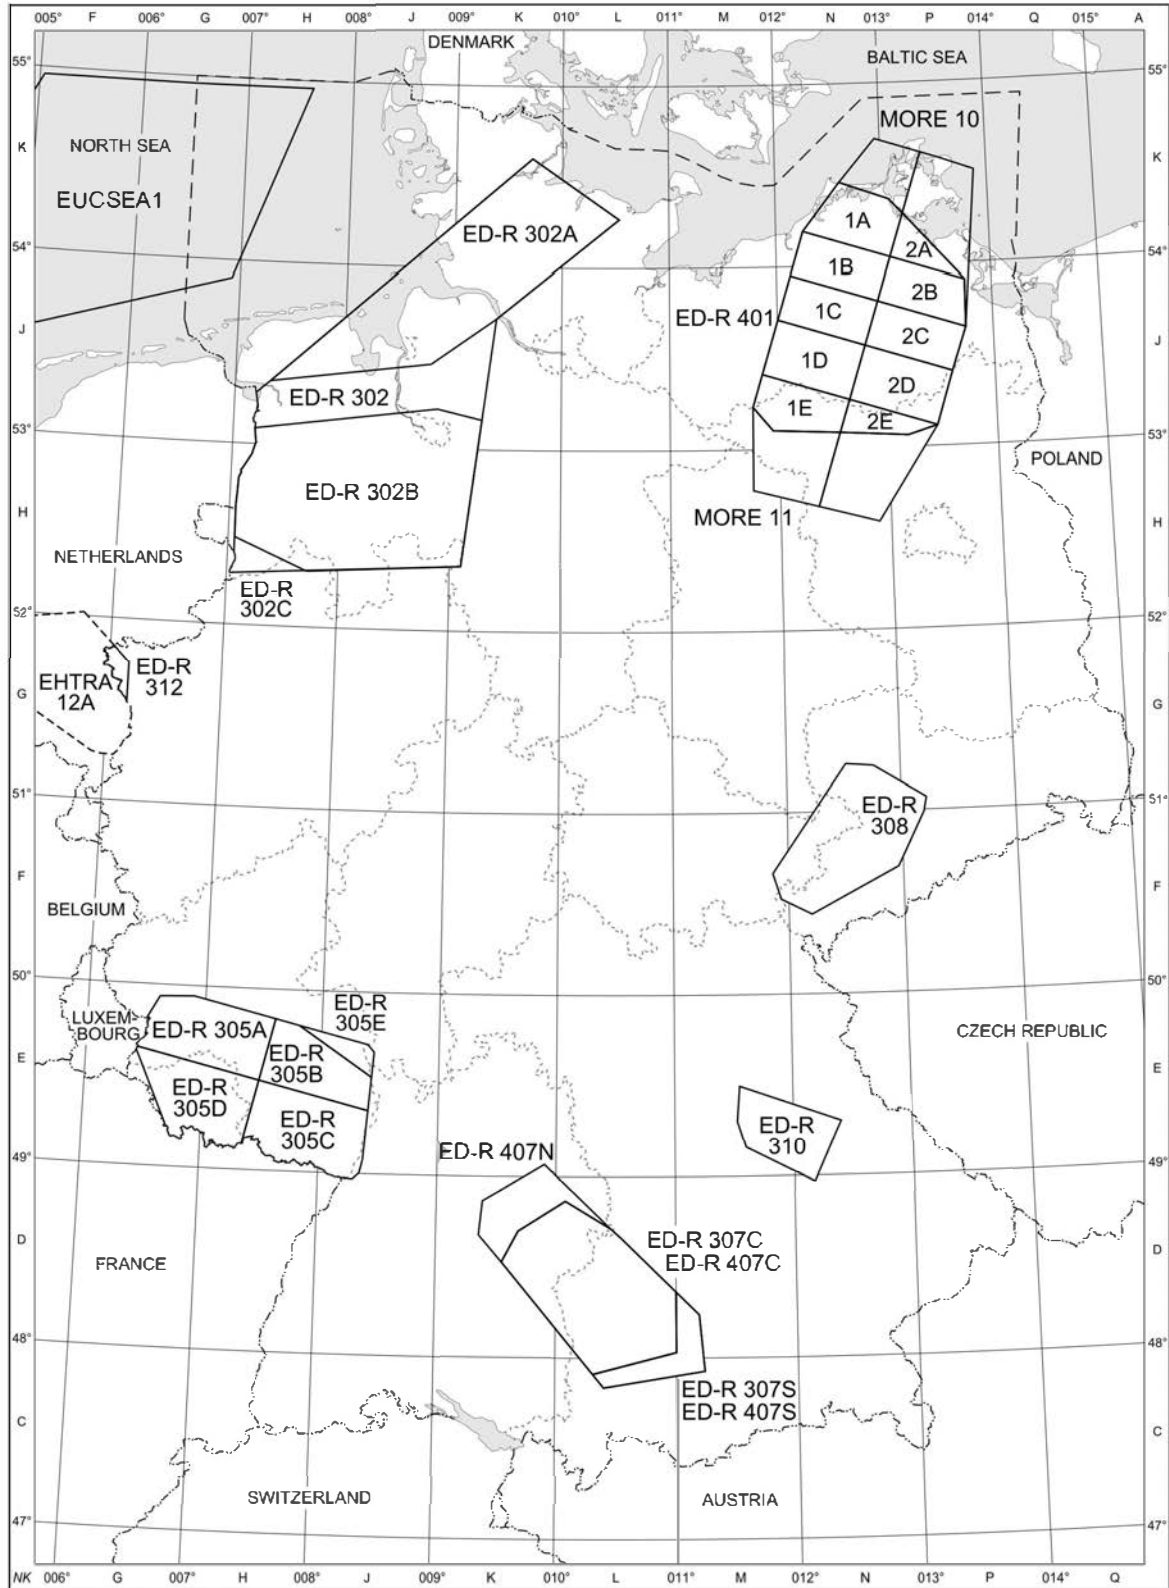 005° F 006° G 007° H 008° J 009° K 010° L 011° M 012° N 013° P 014° Q 015° A
DENMARK
BALTIC SEA
55°
55°
MORE 10
K
NORTH SEA
K
EUCSEA1
1A
ED-R 302A
54°
2A
54°
1B
2B
1C
ED-R 401
J
2C
J
1D
2D
ED-R 302
1E
2E
53°
53°
POLAND
ED-R 302B
H
MORE 11
H
NETHERLANDS
ED-R
302C
52°
52°
ED-R
312
EHTRA
12A
G
G
51°
51°
ED-R
308
F
F
BELGIUM
50°
50°
ED-R
305E
LUXEM-
BOURG
ED-R 305A
CZECH REPUBLIC
E
ED-R
305B
E
ED-R
305D
ED-R
305C
ED-R
310
49°
ED-R 407N
49°
D
ED-R 307C
ED-R 407C
D
FRANCE
48°
48°
ED-R 307S
ED-R 407S
C
C
SWITZERLAND
AUSTRIA
47°
47°
NK 006° G 007° H 008° J 009° K 010° L 011° M 012° N 013° P 014° Q